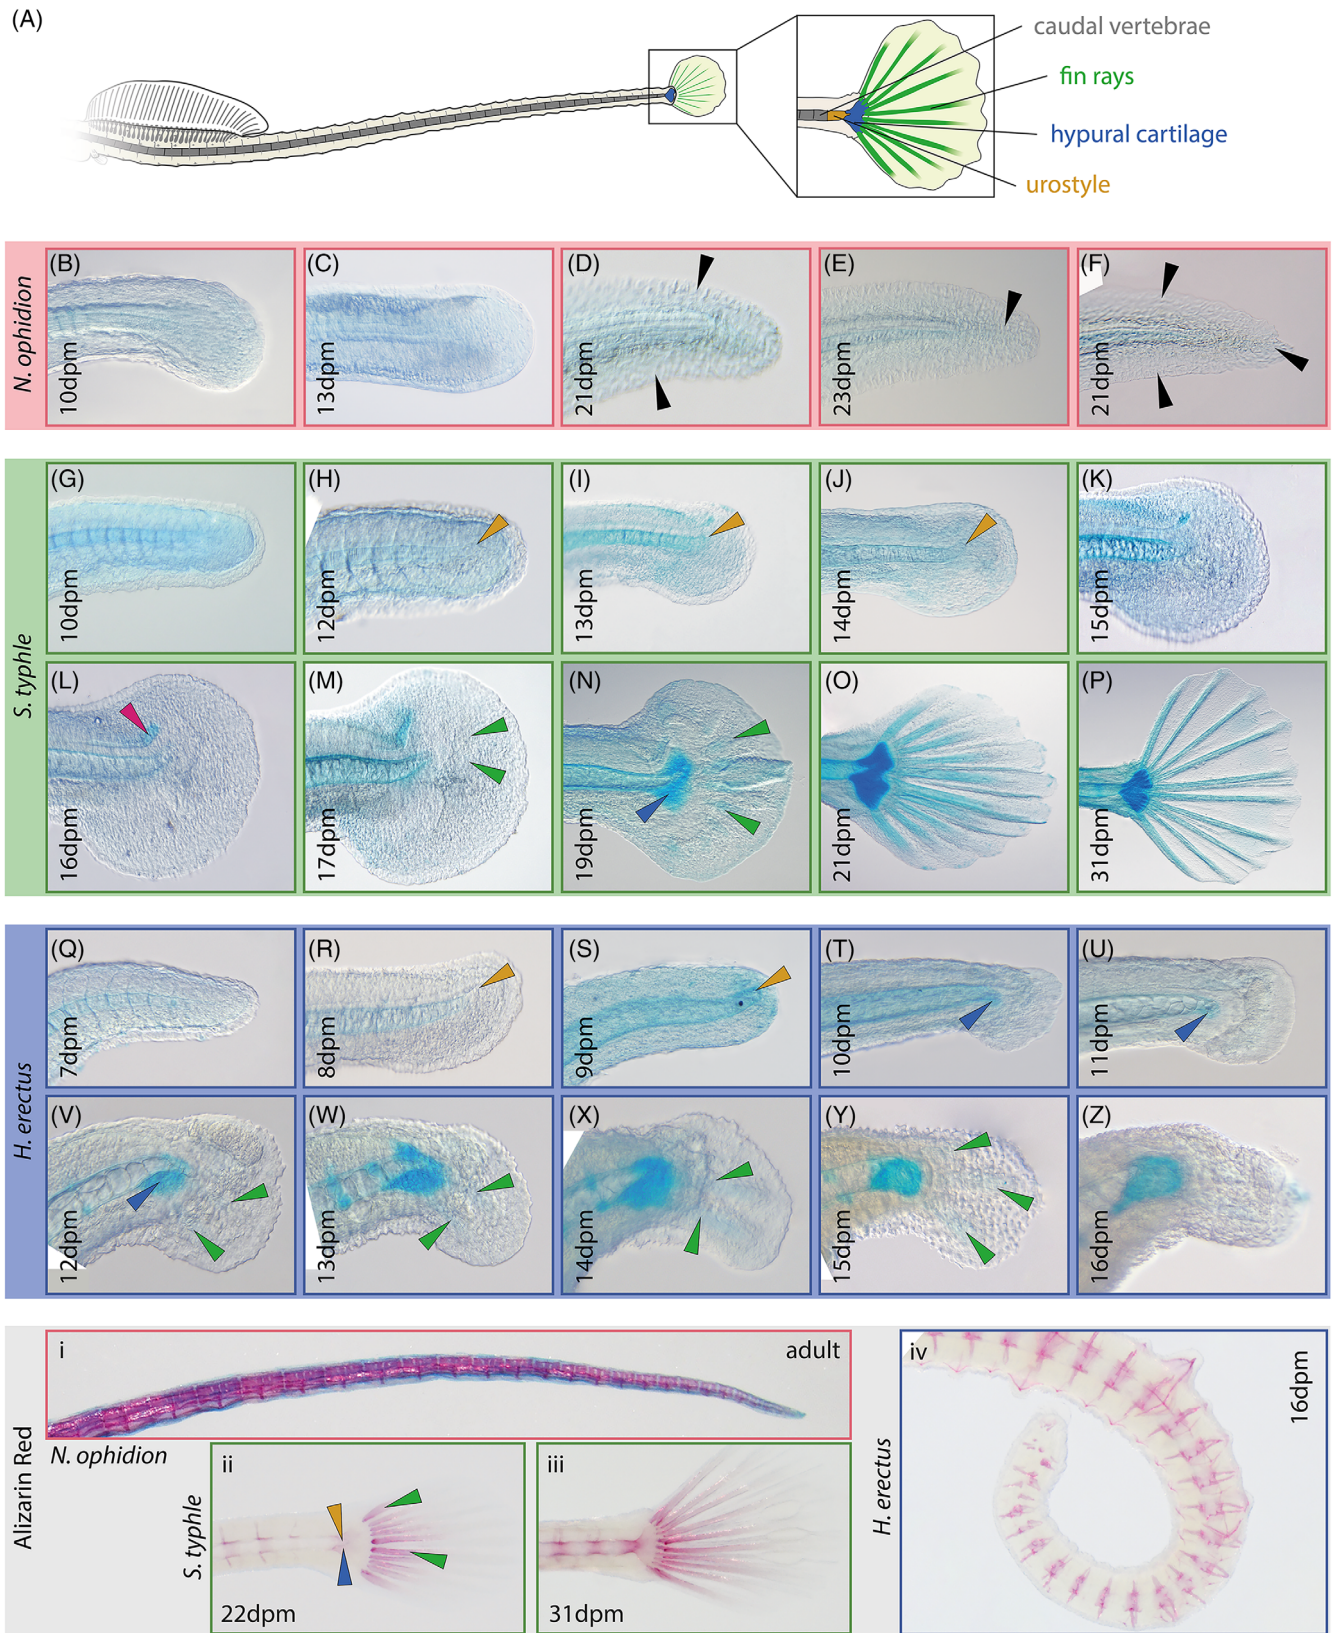 (A)
caudal vertebrae
fin rays
hypural cartilage
urostyle
N. ophidion
(B)
10dpm
(C)
13dpm
(D)
21dpm
(E)
23dpm
(F)
21dpm
S. typhle
(G)
10dpm
(H)
12dpm
(I)
13dpm
(J)
14dpm
(K)
15dpm
(L)
16dpm
(M)
17dpm
(N)
19dpm
(O)
21dpm
(P)
31dpm
H. erectus
(Q)
7dpm
(R)
8dpm
(S)
9dpm
(T)
10dpm
(U)
11dpm
(V)
12dpm
(W)
13dpm
(X)
14dpm
(Y)
15dpm
(Z)
16dpm
Alizarin Red
i
adult
N. ophidion
S. typhle
ii
22dpm
iii
31dpm
H. erectus
iv
16dpm